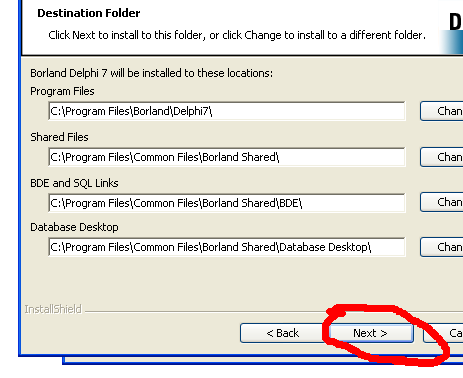 Destination Folder
Click Next to install to this folder, or click Change to install to a different folder.
D
Borland Delphi 7 will be installed to these locations:
Program Files
C:\Program Files\Borland\Delphi7\ Chan
Shared Files
C:\Program Files\Common Files\Borland Shared\ Chan
BDE and SQL Links
C:\Program Files\Common Files\Borland Shared\BDE\ Chan
Database Desktop
C:\Program Files\Common Files\Borland Shared\Database Desktop\ Chan
InstallShield
< Back Next > Ca